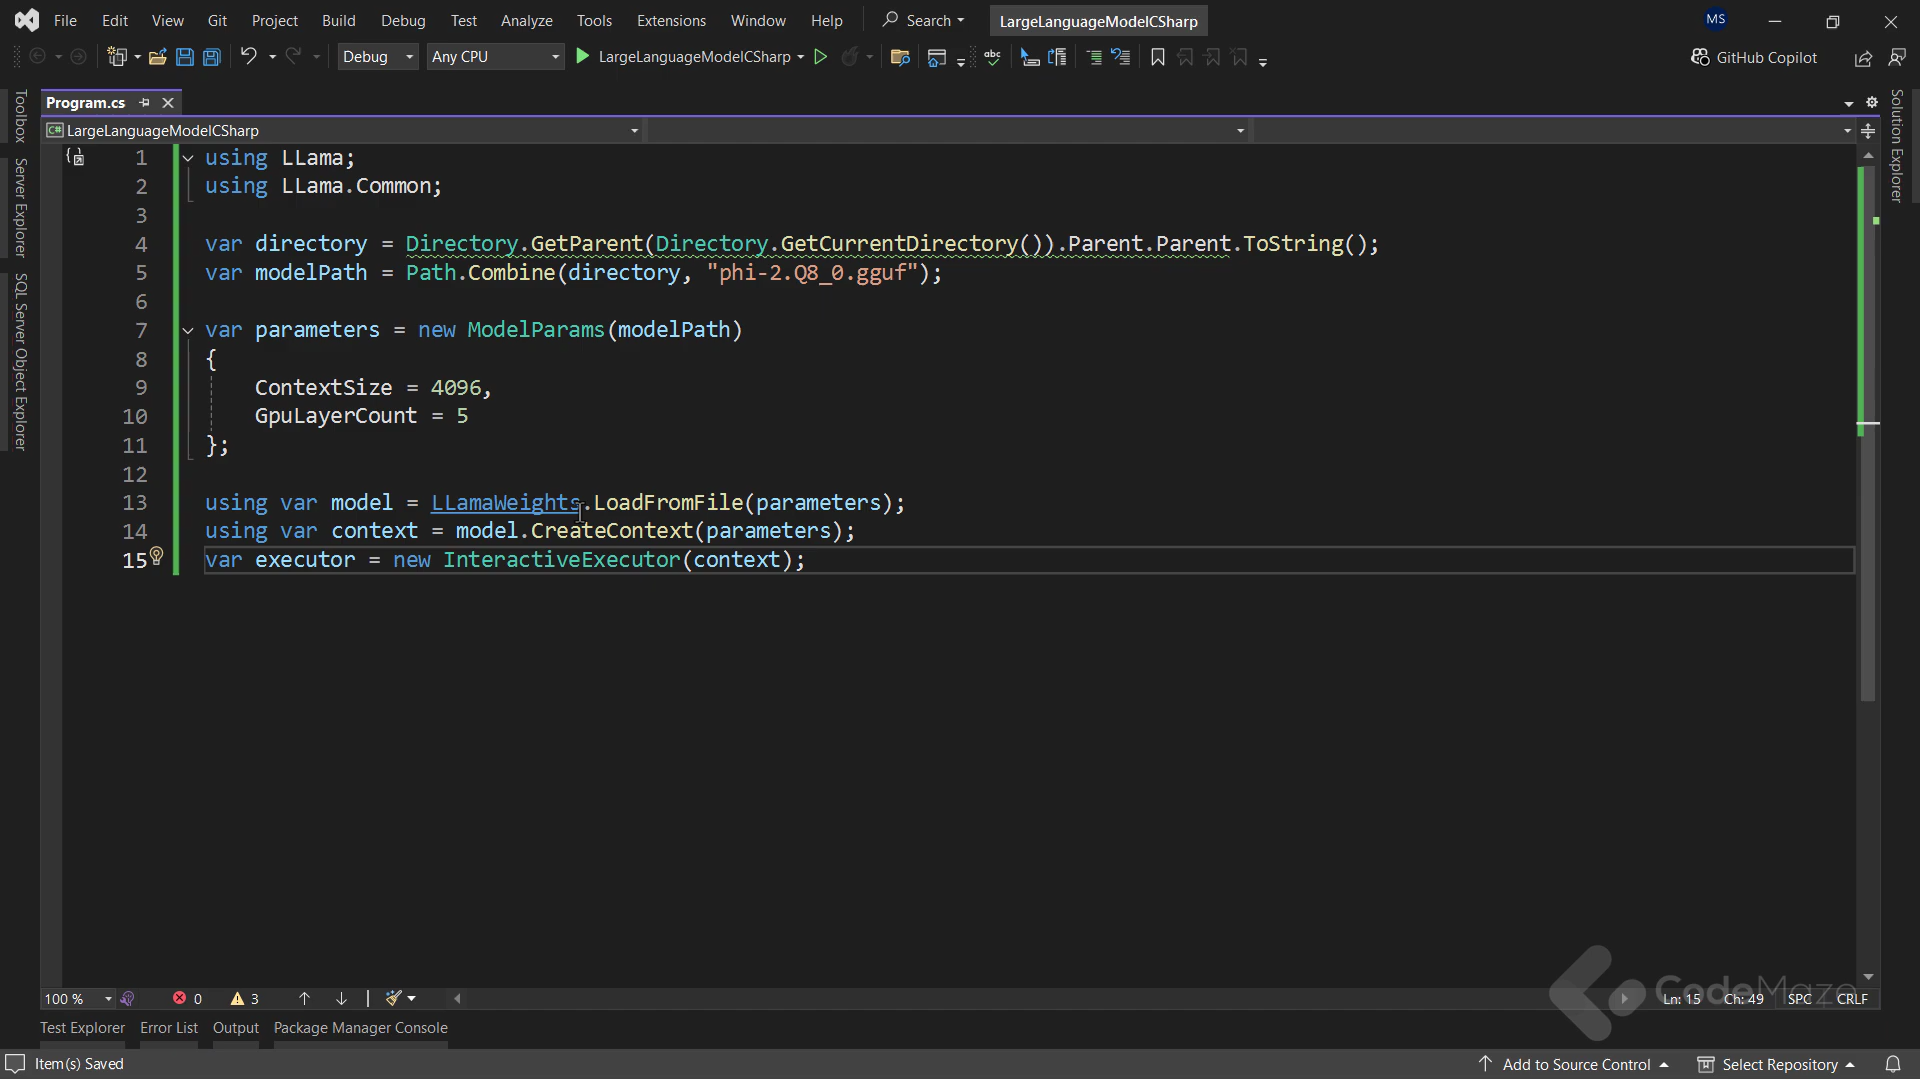 File Edit View Git Project Build Debug Test Analyze Tools Extensions Window Help Search LargeLanguageModelCSharp MS
Debug Any CPU LargeLanguageModelCSharp abc GitHub Copilot
Toolbox
Server Explorer
SQL Server Object Explorer
Program.cs
C# LargeLanguageModelCSharp
Solution Explorer
1 using LLama;
2 using LLama.Common;
3
4 var directory = Directory.GetParent(Directory.GetCurrentDirectory()).Parent.Parent.ToString();
5 var modelPath = Path.Combine(directory, "phi-2.Q8_0.gguf");
6
7 var parameters = new ModelParams(modelPath)
8 {
9 ContextSize = 4096,
10 GpuLayerCount = 5
11 };
12
13 using var model = LLamaWeights.LoadFromFile(parameters);
14 using var context = model.CreateContext(parameters);
15 var executor = new InteractiveExecutor(context);
CodeMaze
100 % 0 3 Ln: 15 Ch: 49 SPC CRLF
Test Explorer Error List Output Package Manager Console
Item(s) Saved Add to Source Control Select Repository